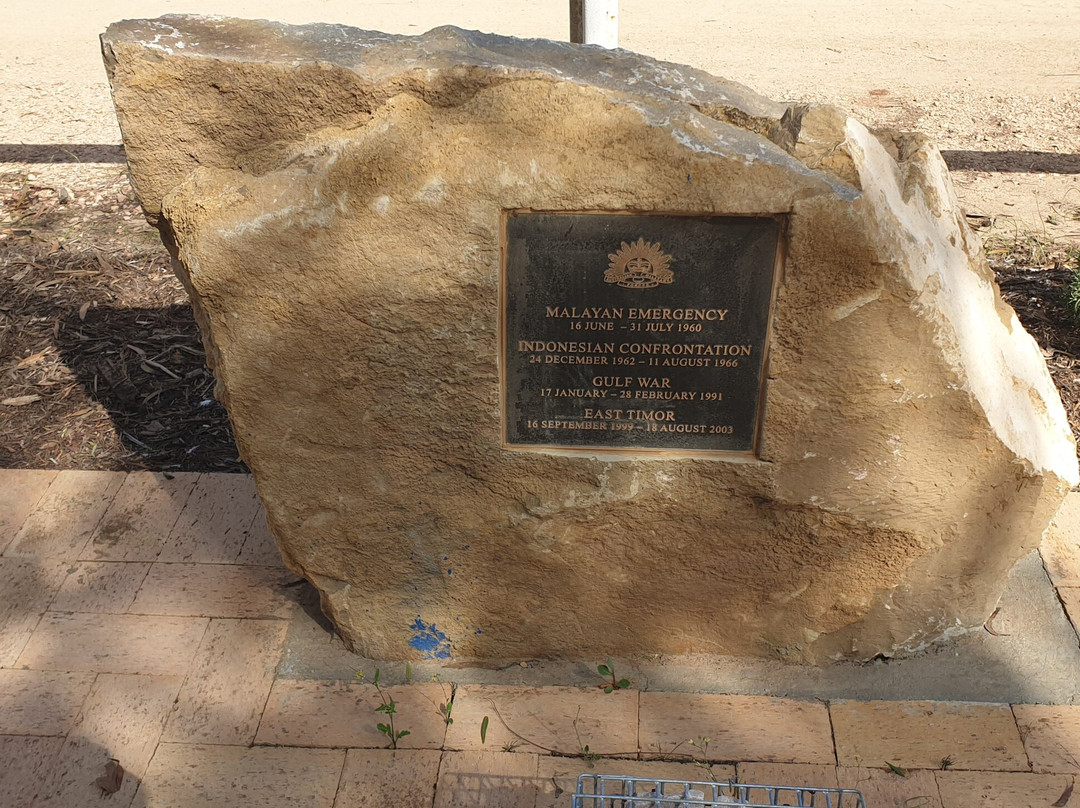 MALAYAN EMERGENCY
16 JUNE – 31 JULY 1960
INDONESIAN CONFRONTATION
24 DECEMBER 1962 – 11 AUGUST 1966
GULF WAR
17 JANUARY – 28 FEBRUARY 1991
EAST TIMOR
16 SEPTEMBER 1999 – 18 AUGUST 2003